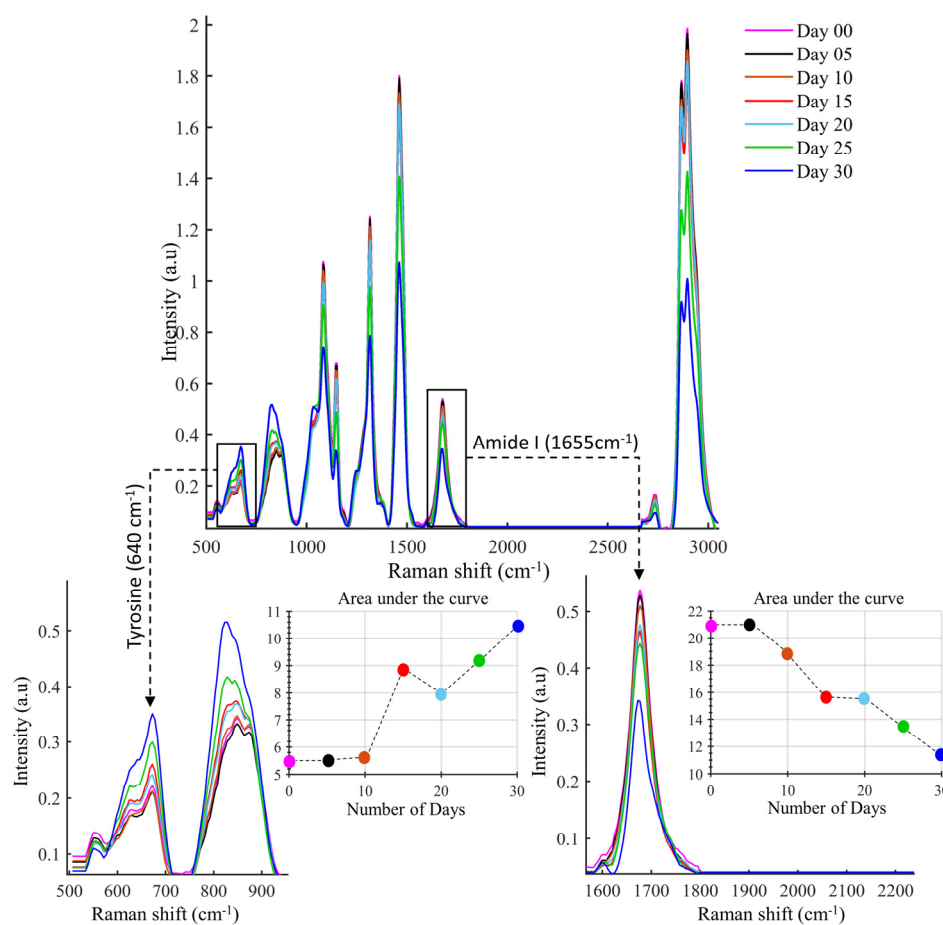 2
1.8
1.6
1.4
1.2
1
0.8
0.6
0.4
0.2
Intensity (a.u)
500 1000 1500 2000 2500 3000
Raman shift (cm-1)
Day 00
Day 05
Day 10
Day 15
Day 20
Day 25
Day 30
Amide I (1655cm-1)
Tyrosine (640 cm-1)
0.5
0.4
0.3
0.2
0.1
Intensity (a.u)
500 600 700 800 900
Raman shift (cm-1)
Area under the curve
11
10
9
8
7
6
5
0 10 20 30
Number of Days
0.5
0.4
0.3
0.2
0.1
Intensity (a.u)
1600 1700 1800 1900 2000 2100 2200
Raman shift (cm-1)
Area under the curve
22
20
18
16
14
12
10
0 10 20 30
Number of Days